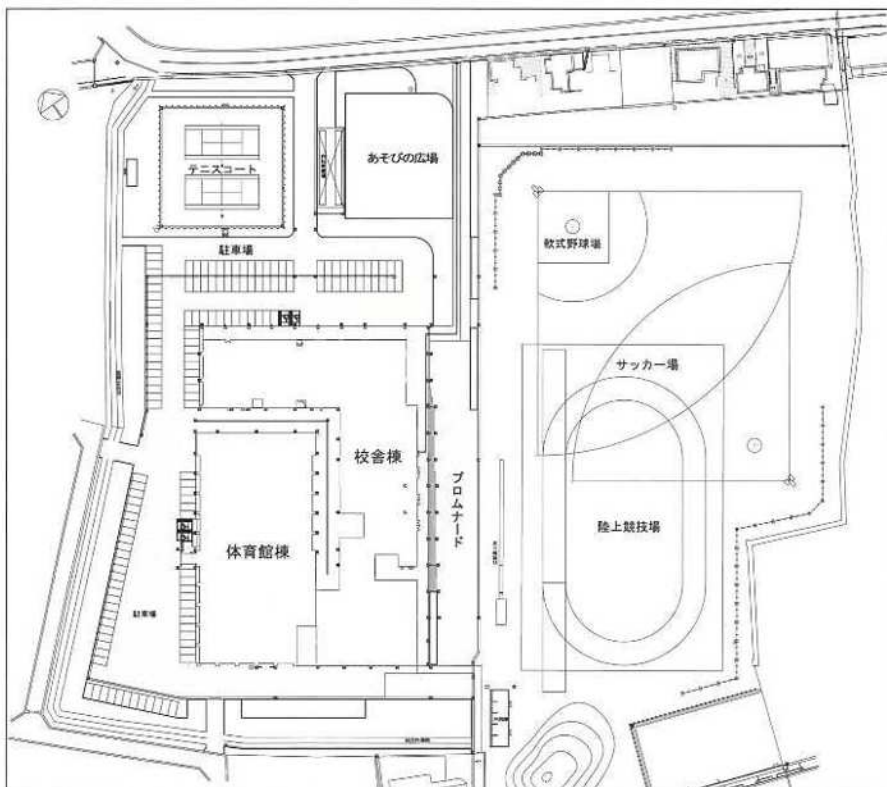 テニスコート
あそびの広場
駐車場
軟式野球場
サッカー場
校舎棟
プロムナード
体育館棟
陸上競技場
駐車場